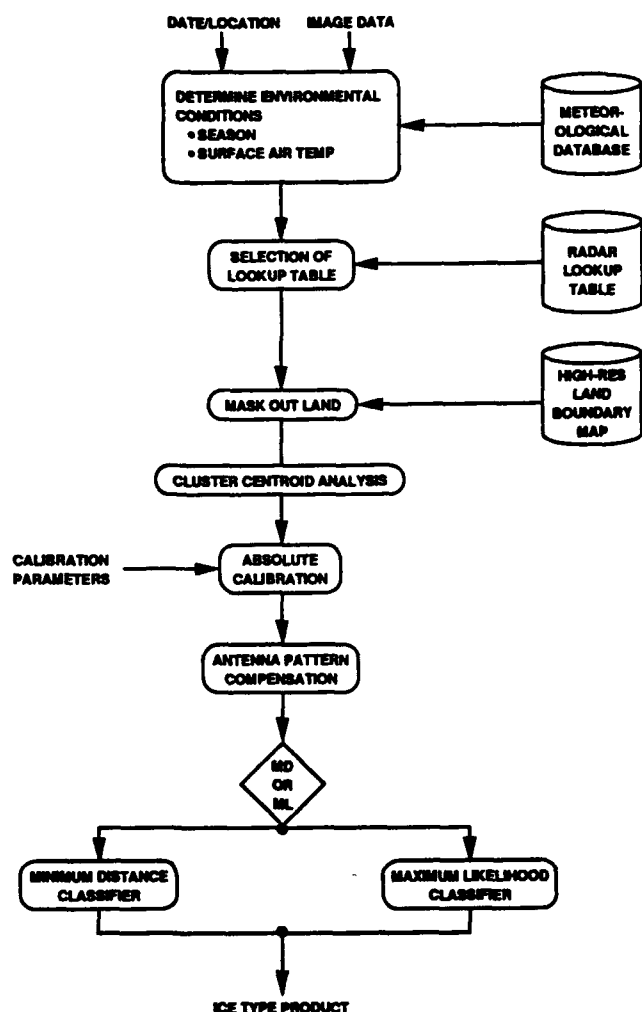 DATE/LOCATION
IMAGE DATA
DETERMINE ENVIRONMENTAL
CONDITIONS
• SEASON
• SURFACE AIR TEMP
METEOR-
OLOGICAL
DATABASE
SELECTION OF
LOOKUP TABLE
RADAR
LOOKUP
TABLE
MASK OUT LAND
HIGH-RES
LAND
BOUNDARY
MAP
CLUSTER CENTROID ANALYSIS
CALIBRATION
PARAMETERS
ABSOLUTE
CALIBRATION
ANTENNA PATTERN
COMPENSATION
MD
OR
ML
MINIMUM DISTANCE
CLASSIFIER
MAXIMUM LIKELIHOOD
CLASSIFIER
ICE TYPE PRODUCT